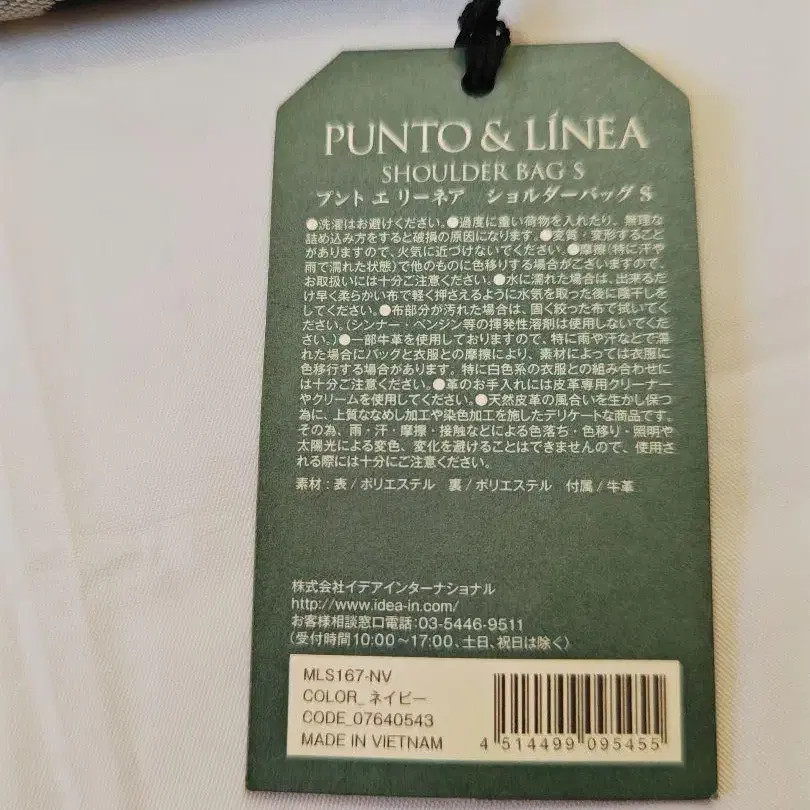 PUNTO & LÍNEA
SHOULDER BAG S
プント エ リーネア ショルダーバッグ S
●洗濯はお避けください。●過度に重い荷物を入れたり、無理な
詰め込み方をすると破損の原因になります。●変質・変形すること
がありますので、火気に近づけないでください。●摩擦(特に汗や
雨で濡れた状態)で他のものに色移りする場合がございますので、
お取扱いには十分ご注意ください。●水に濡れた場合は、出来るだ
け早く柔らかい布で軽く押さえるように水気を取った後に陰干しを
してください。●布部分が汚れた場合は、固く絞った布で拭いてく
ださい。(シンナー・ベンジン等の揮発性溶剤は使用しないでくだ
さい。)●一部牛革を使用しておりますので、特に雨や汗などで濡
れた場合にバッグと衣服との摩擦により、素材によっては衣服に
色移行する場合があります。特に白色系の衣服との組み合わせに
は十分ご注意ください。●革のお手入れには皮革専用クリーナー
やクリームを使用してください。●天然皮革の風合いを生かし保つ
為に、上質ななめし加工や染色加工を施したデリケートな商品です。
その為、雨・汗・摩擦・接触などによる色落ち・色移り・照明や
太陽光による変色、変化を避けることはできませんので、使用さ
れる際には十分にご注意ください。
素材:表/ポリエステル 裏/ポリエステル 付属/牛革
株式会社イデアインターナショナル
http://www.idea-in.com/
お客様相談窓口電話:03-5446-9511
(受付時間10:00～17:00、土日、祝日は除く)
MLS167-NV
COLOR_ネイビー
CODE_07640543
MADE IN VIETNAM
4 514499 095455